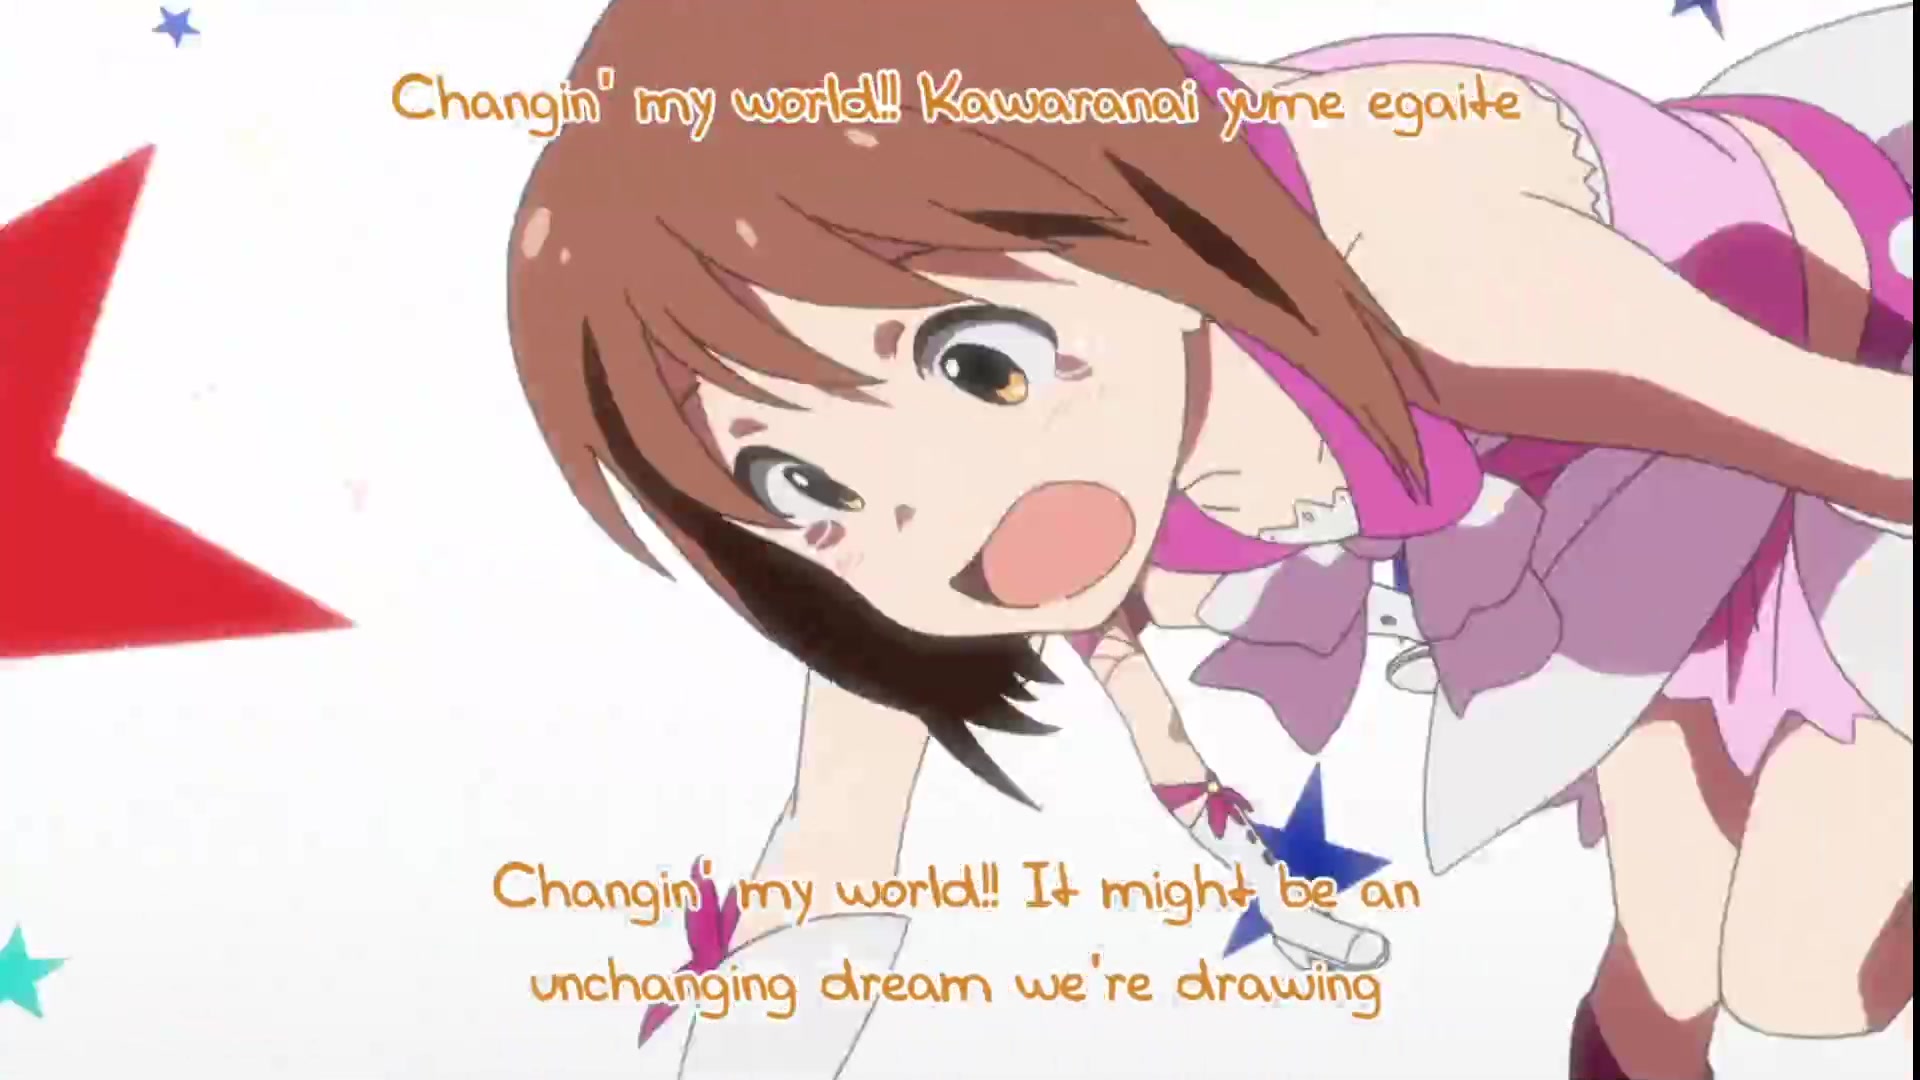 Changin' my world!! Kawaranai yume egaite
Changin' my world!! It might be an
unchanging dream we're drawing